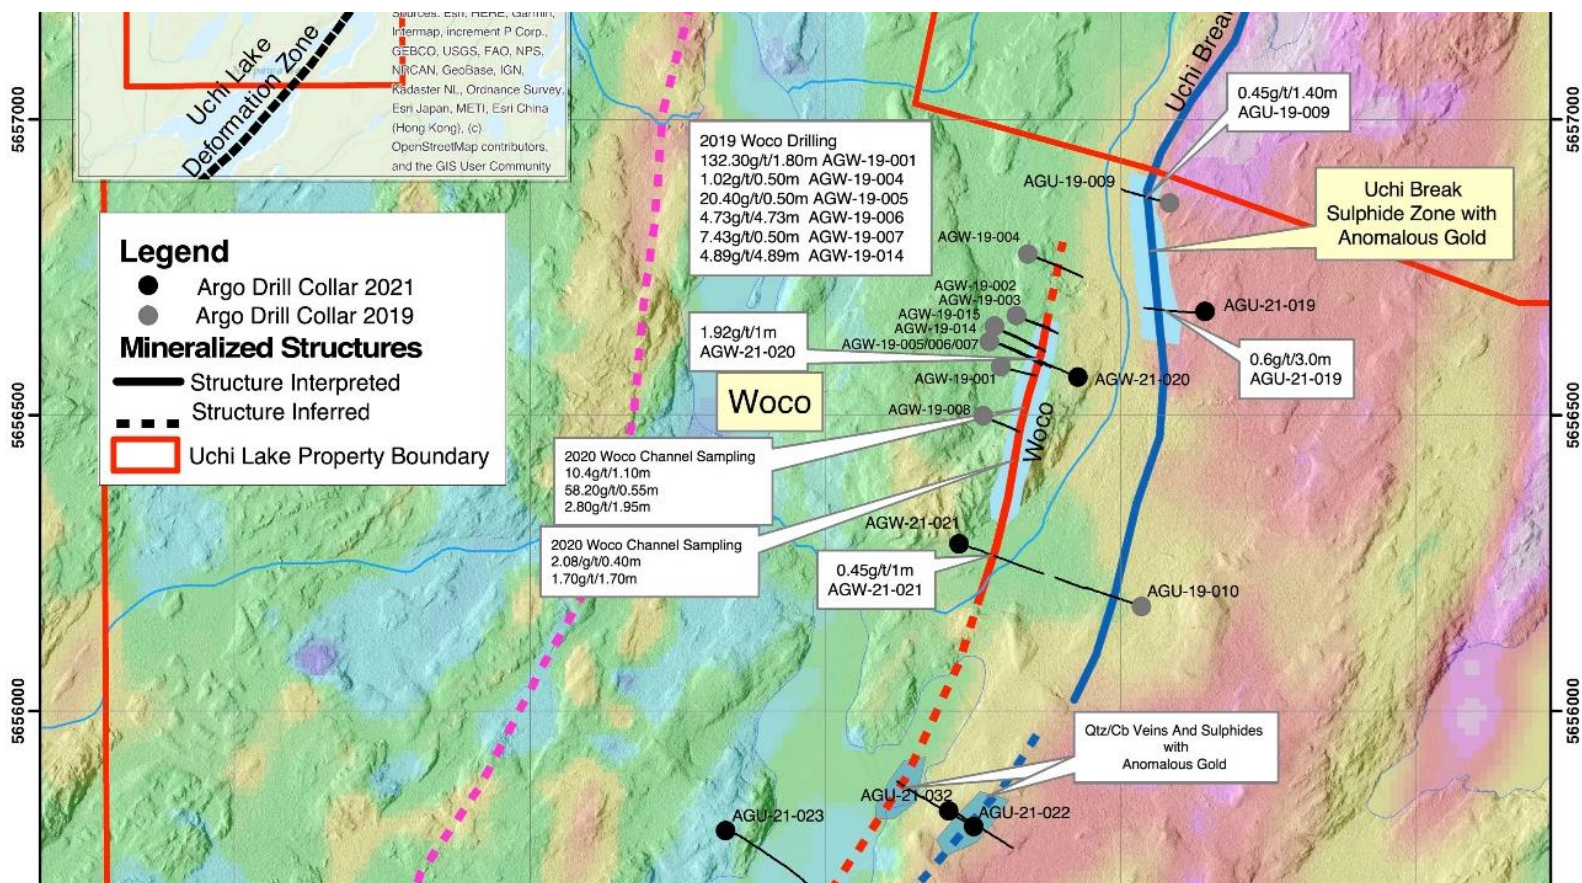 Sources: Esri, HERE, Garmin,
Intermap, increment P Corp.,
GEBCO, USGS, FAO, NPS,
NRCAN, GeoBase, IGN,
Kadaster NL, Ordnance Survey,
Esri Japan, METI, Esri China
(Hong Kong), (c)
OpenStreetMap contributors,
and the GIS User Community
Uchi Lake
Deformation Zone
5657000
5657000
Uchi Break
0.45g/t/1.40m
AGU-19-009
2019 Woco Drilling
132.30g/t/1.80m AGW-19-001
1.02g/t/0.50m AGW-19-004
20.40g/t/0.50m AGW-19-005
4.73g/t/4.73m AGW-19-006
7.43g/t/0.50m AGW-19-007
4.89g/t/4.89m AGW-19-014
AGU-19-009
Uchi Break
Sulphide Zone with
Anomalous Gold
Legend
Argo Drill Collar 2021
Argo Drill Collar 2019
Mineralized Structures
Structure Interpreted
Structure Inferred
Uchi Lake Property Boundary
AGW-19-004
AGW-19-002
AGW-19-003
AGW-19-015
AGW-19-014
AGW-19-005/006/007
AGW-19-001
AGU-21-019
1.92g/t/1m
AGW-21-020
0.6g/t/3.0m
AGU-21-019
AGW-21-020
Woco
AGW-19-008
Woco
5656500
5656500
2020 Woco Channel Sampling
10.4g/t/1.10m
58.20g/t/0.55m
2.80g/t/1.95m
AGW-21-021
2020 Woco Channel Sampling
2.08/g/t/0.40m
1.70g/t/1.70m
0.45g/t/1m
AGW-21-021
AGU-19-010
5656000
5656000
Qtz/Cb Veins And Sulphides
with
Anomalous Gold
AGU-21-032
AGU-21-022
AGU-21-023